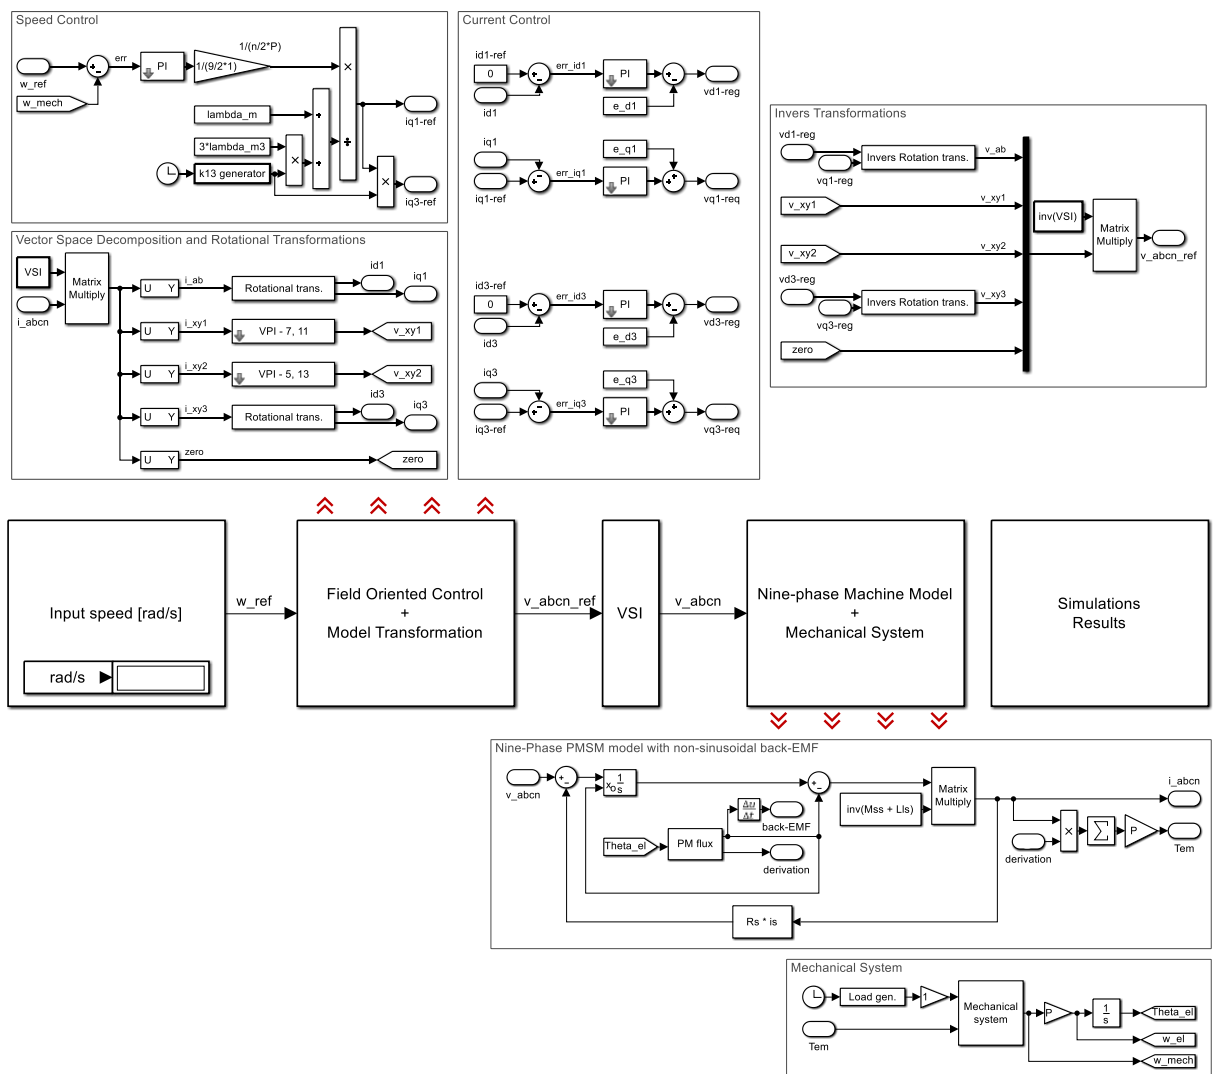 Speed Control
w_ref
w_mech
+
-
err
PI
1/(n/2*P)
1/(9/2*1)
×
÷
lambda_m
3*lambda_m3
k13 generator
×
+
+
×
iq1-ref
iq3-ref
Current Control
id1-ref
0
id1
+
-
err_id1
PI
e_d1
+
-
vd1-reg
iq1
iq1-ref
+
-
err_iq1
PI
e_q1
+
+
vq1-req
id3-ref
0
id3
+
-
err_id3
PI
e_d3
+
-
vd3-reg
iq3
iq3-ref
+
-
err_iq3
PI
e_q3
+
+
vq3-req
Invers Transformations
vd1-reg
vq1-reg
Invers Rotation trans.
v_ab
v_xy1
v_xy1
v_xy2
v_xy2
vd3-reg
vq3-reg
Invers Rotation trans.
v_xy3
zero
inv(VSI)
Matrix
Multiply
v_abcn_ref
Vector Space Decomposition and Rotational Transformations
VSI
i_abcn
Matrix
Multiply
U Y
i_ab
Rotational trans.
id1
iq1
U Y
i_xy1
VPI - 7, 11
v_xy1
U Y
i_xy2
VPI - 5, 13
v_xy2
U Y
i_xy3
Rotational trans.
id3
iq3
U Y
zero
zero
Input speed [rad/s]
rad/s
w_ref
Field Oriented Control
+
Model Transformation
v_abcn_ref
VSI
v_abcn
Nine-phase Machine Model
+
Mechanical System
Simulations
Results
Nine-Phase PMSM model with non-sinusoidal back-EMF
v_abcn
+
-
xo 1/s
+
-
Δu/Δt
back-EMF
Theta_el
PM flux
derivation
inv(Mss + Lls)
Matrix
Multiply
Rs * is
i_abcn
derivation
×
∑
P
Tem
Mechanical System
Load gen.
1
Tem
Mechanical
system
P
1/s
Theta_el
w_el
w_mech